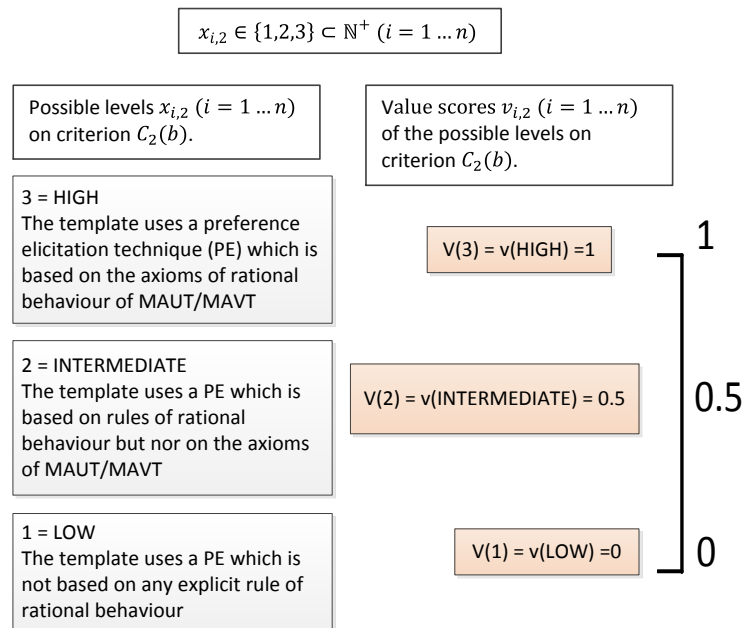 x_{i,2} ∈ {1,2,3} ⊂ ℕ⁺ (i = 1 … n)
Possible levels x_{i,2} (i = 1 … n)
on criterion C₂(b).
Value scores v_{i,2} (i = 1 … n)
of the possible levels on
criterion C₂(b).
3 = HIGH
The template uses a preference
elicitation technique (PE) which is
based on the axioms of rational
behaviour of MAUT/MAVT
V(3) = v(HIGH) =1
1
2 = INTERMEDIATE
The template uses a PE which is
based on rules of rational
behaviour but nor on the axioms
of MAUT/MAVT
V(2) = v(INTERMEDIATE) = 0.5
0.5
1 = LOW
The template uses a PE which is
not based on any explicit rule of
rational behaviour
V(1) = v(LOW) =0
0